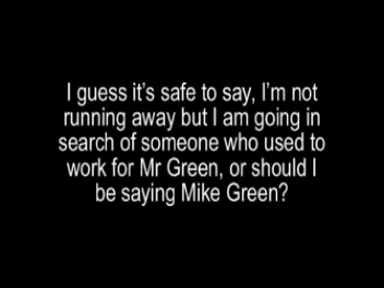 I guess it's safe to say, I'm not
running away but I am going in
search of someone who used to
work for Mr Green, or should I
be saying Mike Green?